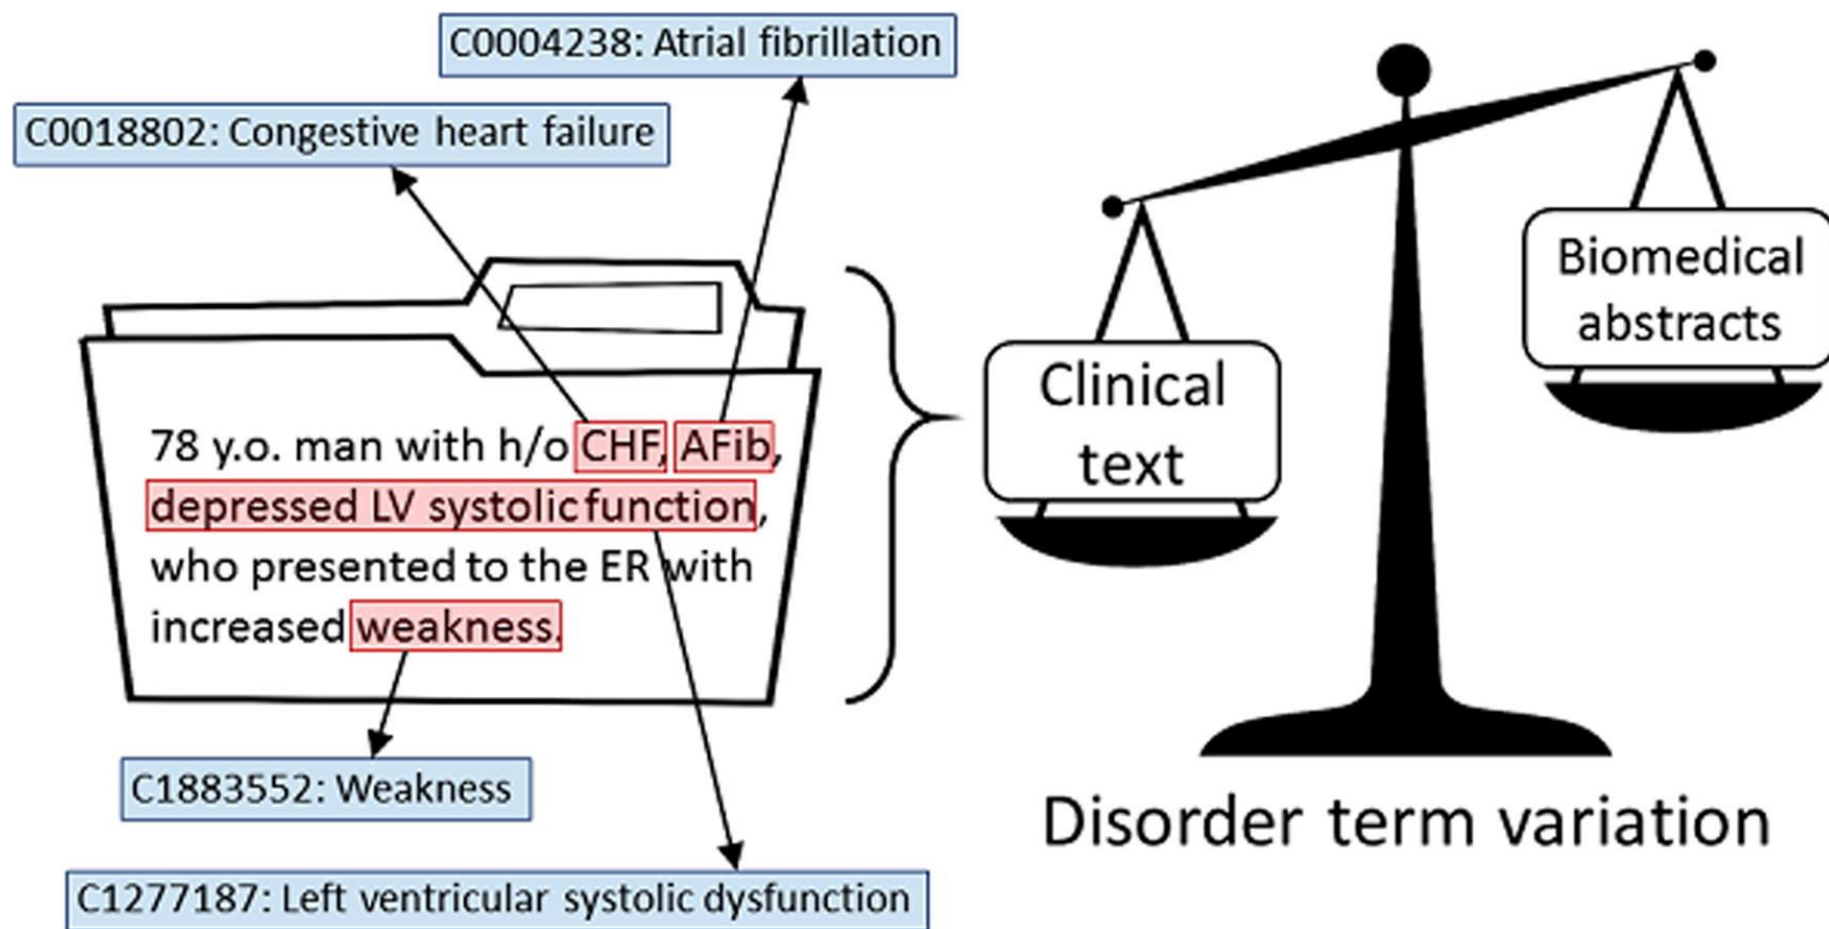 C0004238: Atrial fibrillation
C0018802: Congestive heart failure
78 y.o. man with h/o CHF, AFib,
depressed LV systolic function,
who presented to the ER with
increased weakness.
C1883552: Weakness
C1277187: Left ventricular systolic dysfunction
Clinical
text
Biomedical
abstracts
Disorder term variation